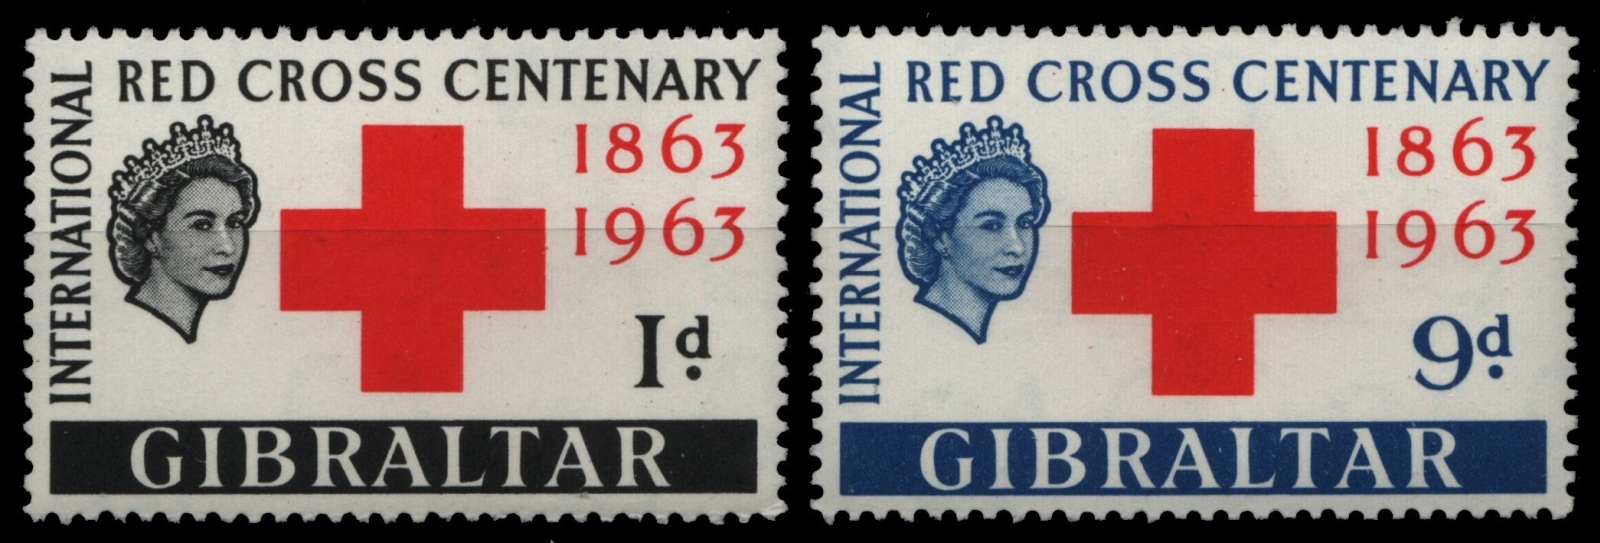 INTERNATIONAL
RED CROSS CENTENARY
1863
1963
1d.
GIBRALTAR
INTERNATIONAL
RED CROSS CENTENARY
1863
1963
9d.
GIBRALTAR